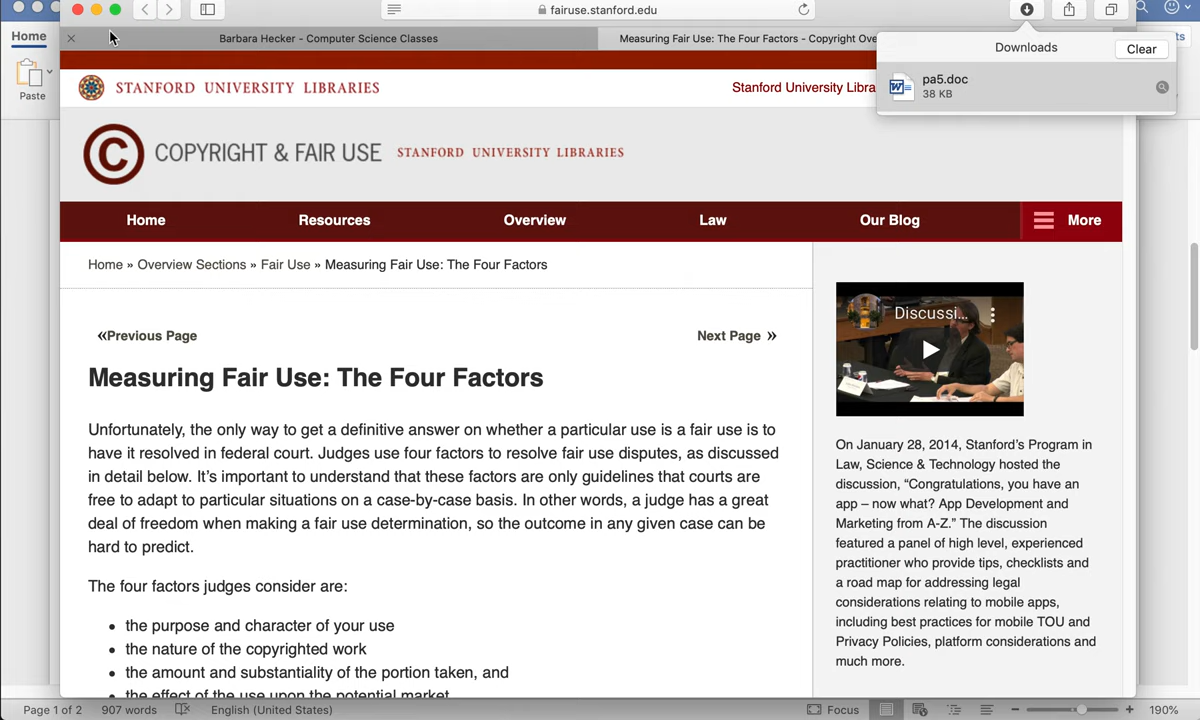 Home
Paste
fairuse.stanford.edu
Barbara Hecker - Computer Science Classes
Measuring Fair Use: The Four Factors - Copyright Ove
ts
Downloads
Clear
pa5.doc
38 KB
STANFORD UNIVERSITY LIBRARIES
Stanford University Libra
COPYRIGHT & FAIR USE STANFORD UNIVERSITY LIBRARIES
Home Resources Overview Law Our Blog More
Home » Overview Sections » Fair Use » Measuring Fair Use: The Four Factors
«Previous Page
Next Page »
Measuring Fair Use: The Four Factors
Unfortunately, the only way to get a definitive answer on whether a particular use is a fair use is to
have it resolved in federal court. Judges use four factors to resolve fair use disputes, as discussed
in detail below. It's important to understand that these factors are only guidelines that courts are
free to adapt to particular situations on a case-by-case basis. In other words, a judge has a great
deal of freedom when making a fair use determination, so the outcome in any given case can be
hard to predict.
The four factors judges consider are:
• the purpose and character of your use
• the nature of the copyrighted work
• the amount and substantiality of the portion taken, and
• the effect of the use upon the potential market
Discussi...
On January 28, 2014, Stanford's Program in
Law, Science & Technology hosted the
discussion, "Congratulations, you have an
app – now what? App Development and
Marketing from A-Z." The discussion
featured a panel of high level, experienced
practitioner who provide tips, checklists and
a road map for addressing legal
considerations relating to mobile apps,
including best practices for mobile TOU and
Privacy Policies, platform considerations and
much more.
Page 1 of 2 907 words English (United States) Focus 190%